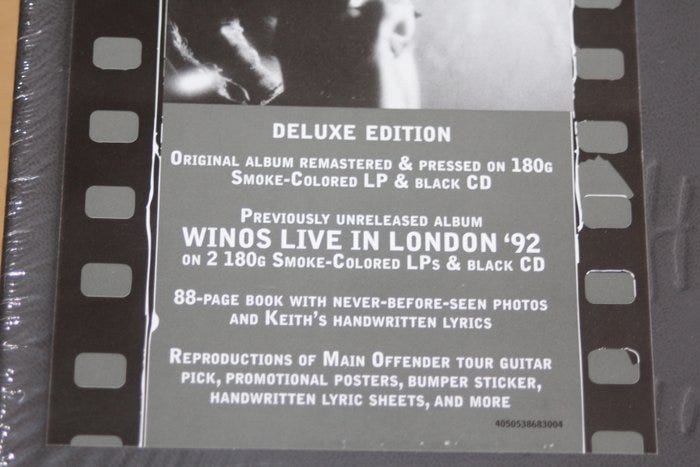 DELUXE EDITION
ORIGINAL ALBUM REMASTERED & PRESSED ON 180G
SMOKE-COLORED LP & BLACK CD
PREVIOUSLY UNRELEASED ALBUM
WINOS LIVE IN LONDON ‘92
ON 2 180G SMOKE-COLORED LPS & BLACK CD
88-PAGE BOOK WITH NEVER-BEFORE-SEEN PHOTOS
AND KEITH'S HANDWRITTEN LYRICS
REPRODUCTIONS OF MAIN OFFENDER TOUR GUITAR
PICK, PROMOTIONAL POSTERS, BUMPER STICKER,
HANDWRITTEN LYRIC SHEETS, AND MORE
4050538683004